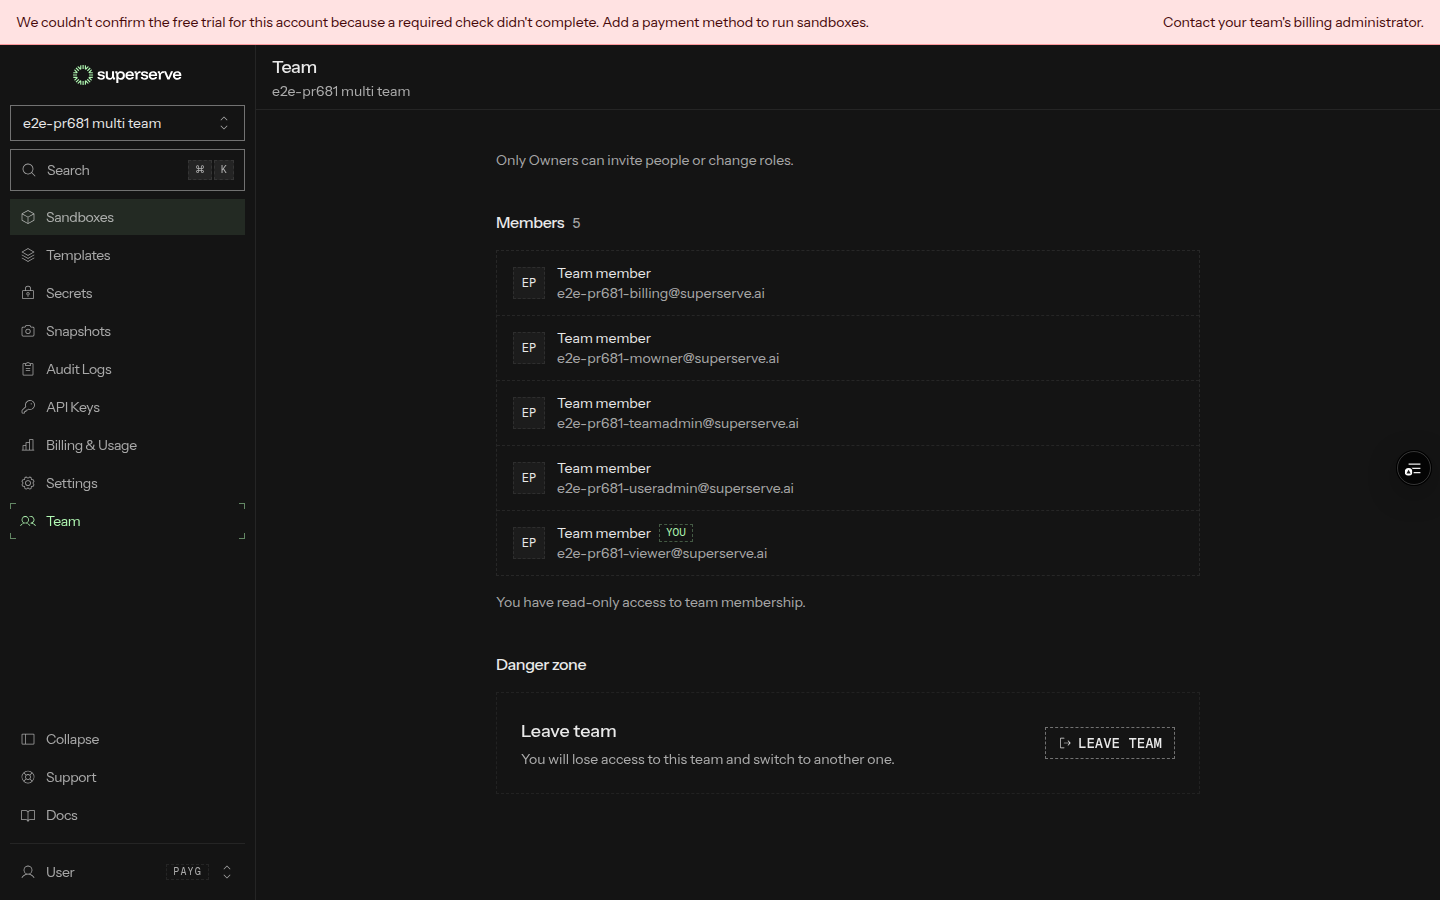 We couldn't confirm the free trial for this account because a required check didn't complete. Add a payment method to run sandboxes.
Contact your team's billing administrator.
superserve
e2e-pr681 multi team
Search
⌘ K
Sandboxes
Templates
Secrets
Snapshots
Audit Logs
API Keys
Billing & Usage
Settings
Team
Collapse
Support
Docs
User
PAYG
Team
e2e-pr681 multi team
Only Owners can invite people or change roles.
Members 5
EP
Team member
e2e-pr681-billing@superserve.ai
EP
Team member
e2e-pr681-mowner@superserve.ai
EP
Team member
e2e-pr681-teamadmin@superserve.ai
EP
Team member
e2e-pr681-useradmin@superserve.ai
EP
Team member YOU
e2e-pr681-viewer@superserve.ai
You have read-only access to team membership.
Danger zone
Leave team
You will lose access to this team and switch to another one.
LEAVE TEAM